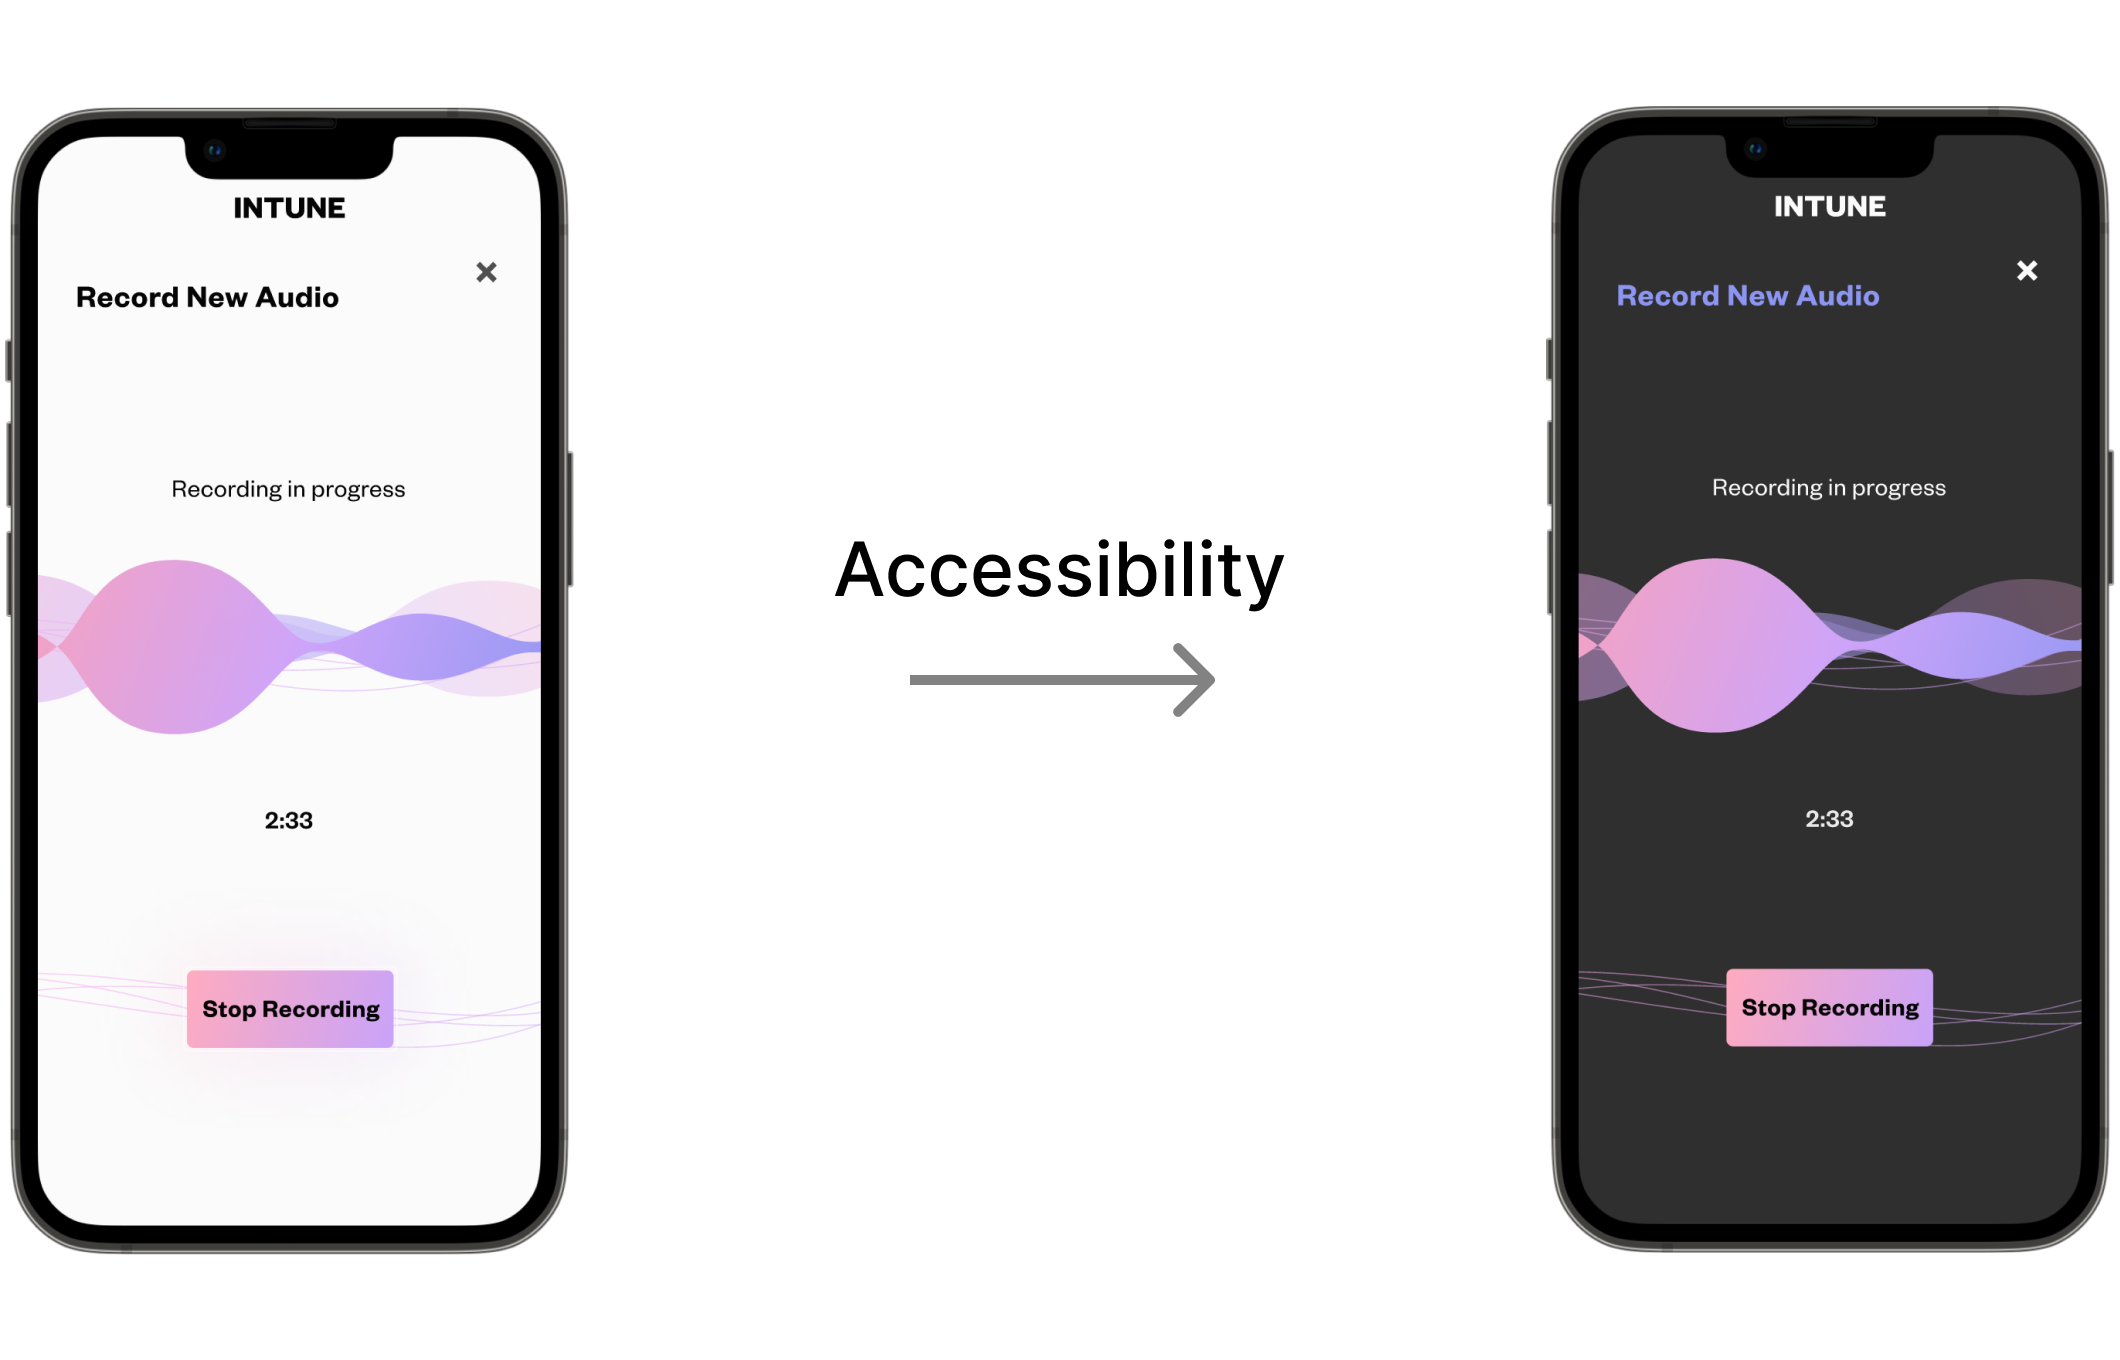 INTUNE
Record New Audio
Recording in progress
2:33
Stop Recording
Accessibility
INTUNE
Record New Audio
Recording in progress
2:33
Stop Recording